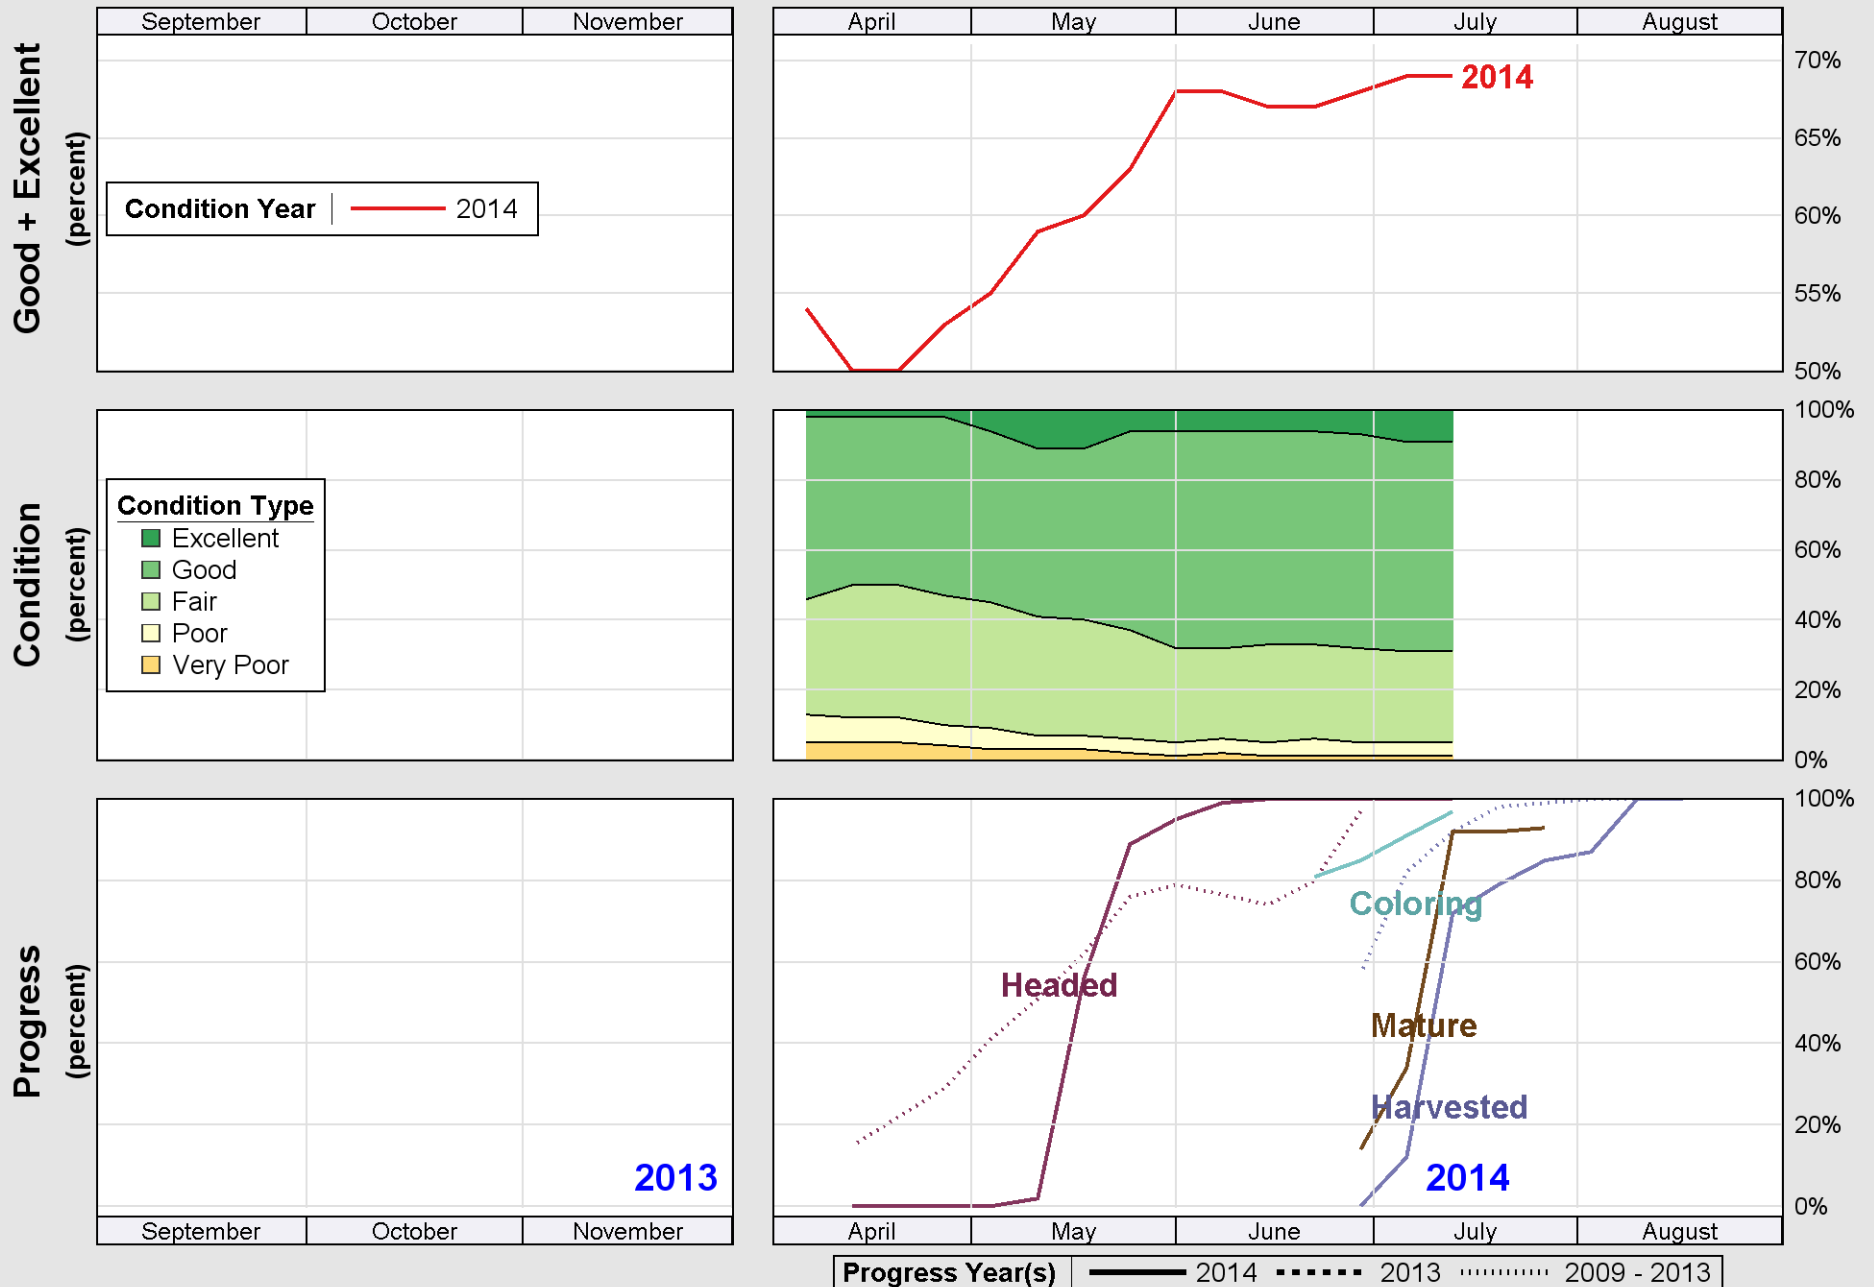 September October November April May June July August
Good + Excellent
(percent)
70%
65%
60%
55%
50%
2014
Condition Year 2014
Condition
(percent)
100%
80%
60%
40%
20%
0%
Condition Type
Excellent
Good
Fair
Poor
Very Poor
Progress
(percent)
100%
80%
60%
40%
20%
0%
Coloring
Headed
Mature
Harvested
2013 2014
September October November April May June July August
Progress Year(s) 2014 2013 2009 - 2013